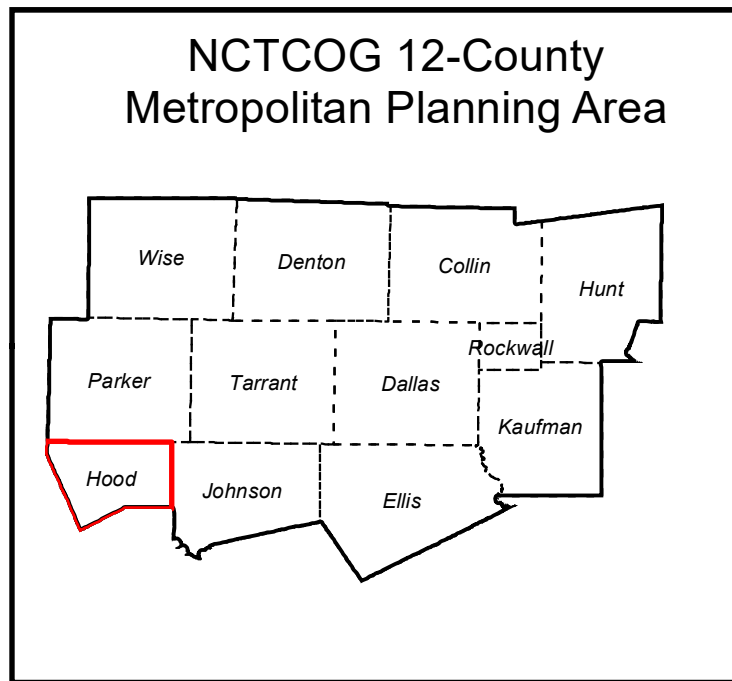 NCTCOG 12-County
Metropolitan Planning Area
Wise
Denton
Collin
Hunt
Rockwall
Parker
Tarrant
Dallas
Kaufman
Hood
Johnson
Ellis